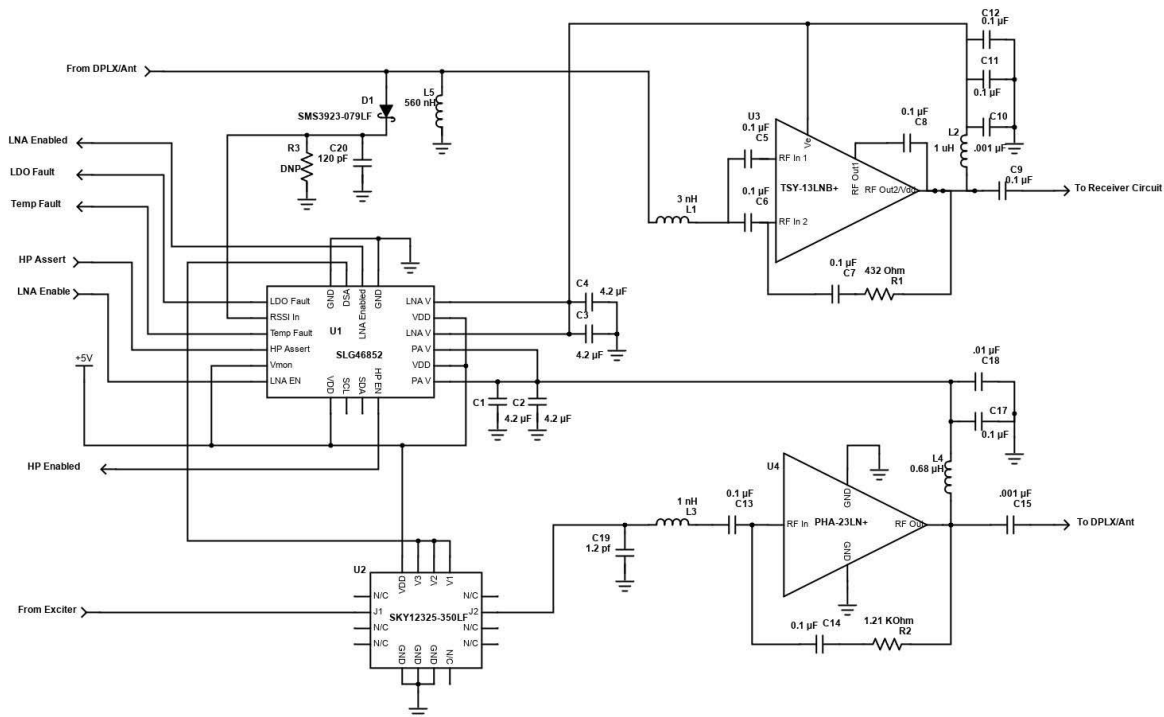 C12
0.1 µF
From DPLX/Ant
C11
0.1 µF
L5
560 nH
D1
SMS3923-079LF
U3
0.1 µF
C5
0.1 µF
C8
L2
1 uH
C10
.001 µF
LNA Enabled
R3
DNP
C20
120 pF
Ve
RF In 1
RF Out1
TSY-13LNB+
RF Out2/Vdd
C9
0.1 µF
To Receiver Circuit
LDO Fault
0.1 µF
C6
RF In 2
Temp Fault
3 nH
L1
HP Assert
0.1 µF
C7
432 Ohm
R1
LNA Enable
GND
DSA
LNA Enabled
GND
C4
4.2 µF
LDO Fault
LNA V
RSSI In
VDD
U1
C3
Temp Fault
LNA V
4.2 µF
HP Assert
SLG46852
PA V
+5V
Vmon
VDD
LNA EN
PA V
VDD
SCL
SDA
HP EN
.01 µF
C18
C1
C2
4.2 µF
4.2 µF
C17
0.1 µF
HP Enabled
L4
0.68 µH
U4
GND
0.1 µF
C13
1 nH
L3
.001 µF
C15
RF In
PHA-23LN+
RF Out
To DPLX/Ant
C19
1.2 pf
GND
U2
VDD
V3
V2
V1
N/C
N/C
From Exciter
J1
SKY12325-350LF
J2
N/C
N/C
N/C
N/C
GND
GND
GND
N/C
0.1 µF
C14
1.21 KOhm
R2